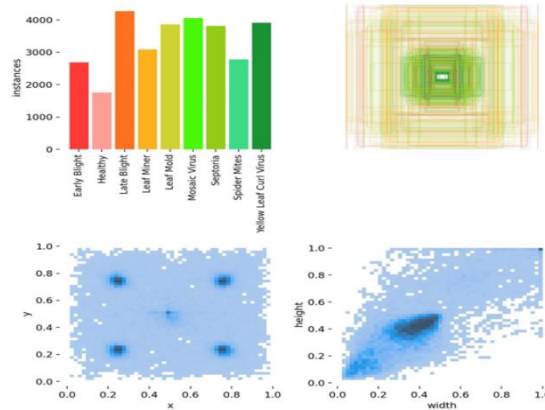 4000
3000
2000
1000
0
instances
Early Blight
Healthy
Late Blight
Leaf Miner
Leaf Mold
Mosaic Virus
Septoria
Spider Mites
Yellow Leaf Curl Virus
1.0
0.8
0.6
0.4
0.2
0.0
y
0.0 0.2 0.4 0.6 0.8 1.0
x
1.0
0.8
0.6
0.4
0.2
0.0
height
0.0 0.2 0.4 0.6 0.8 1.0
width